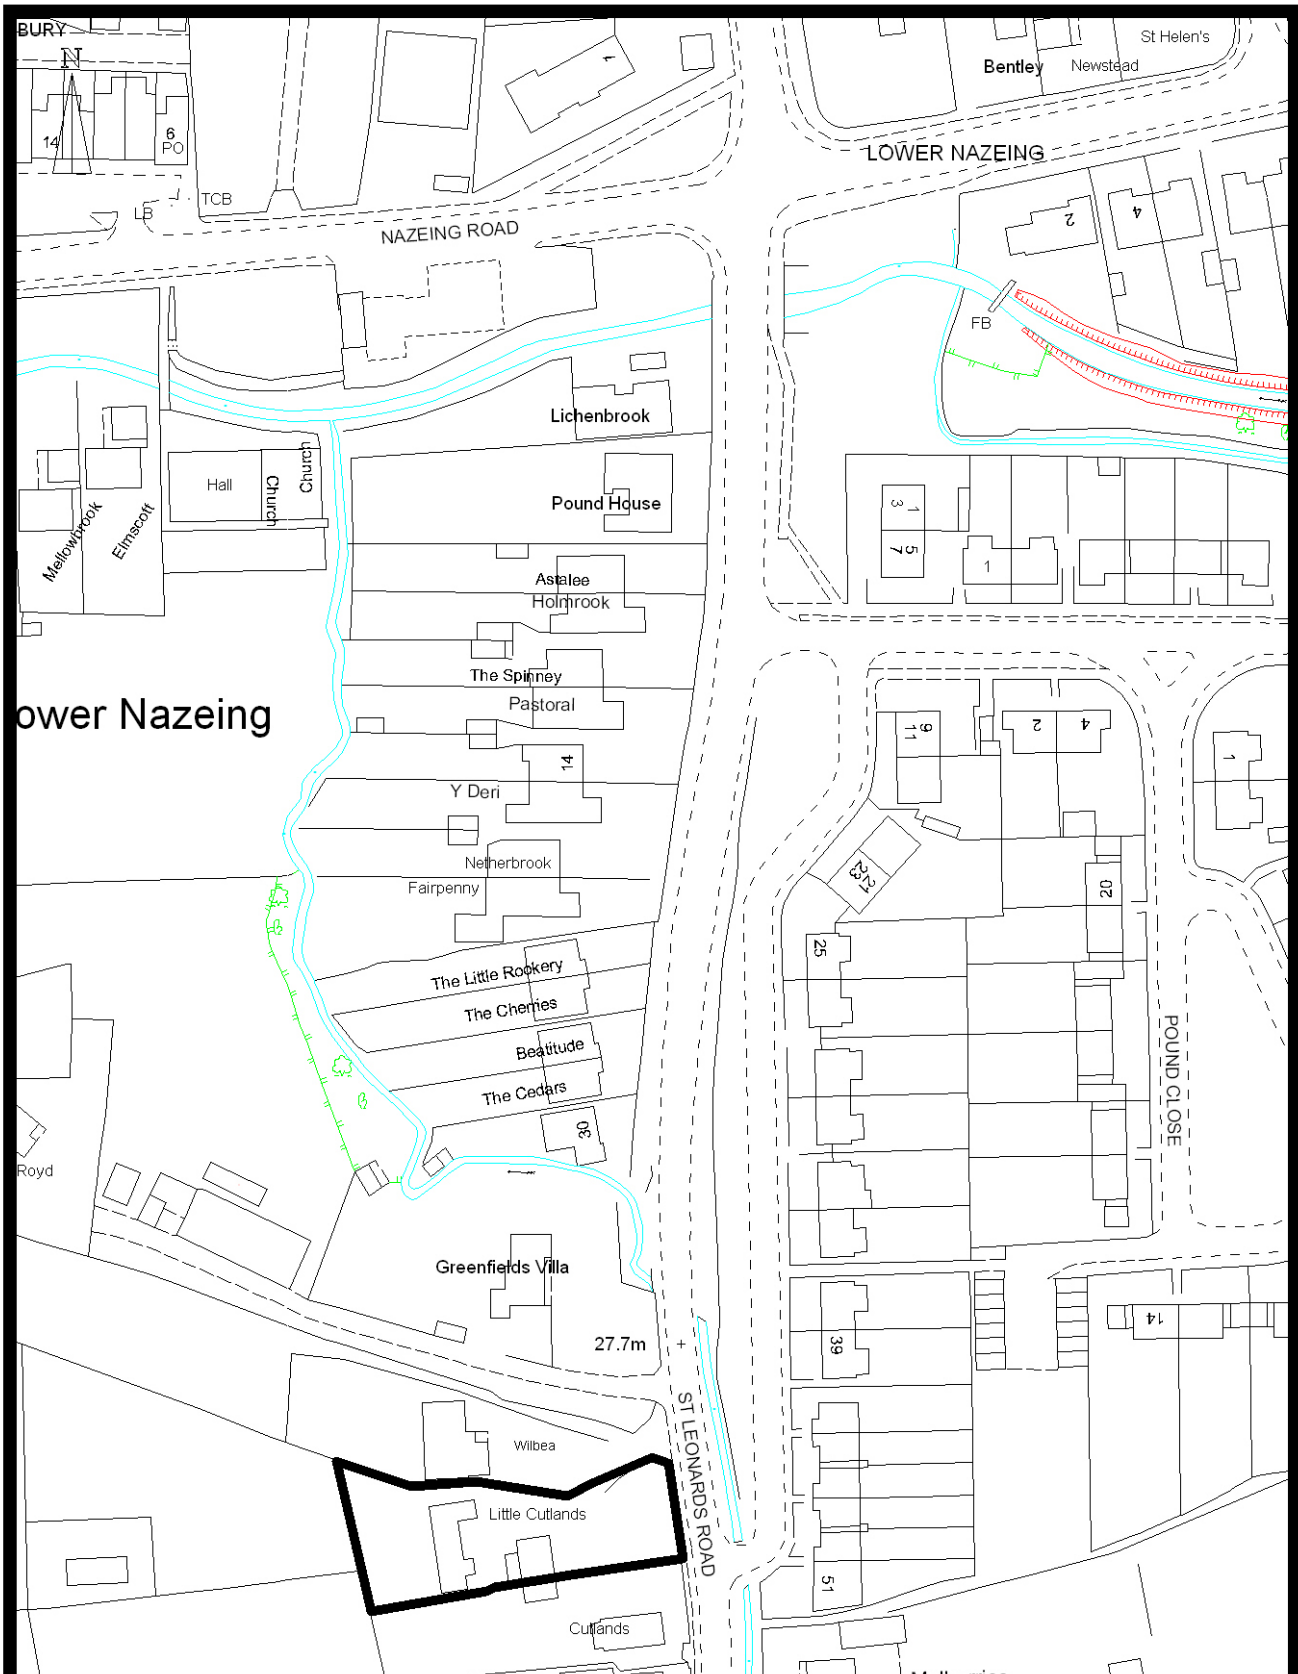 BURY
N
14
6
PO
LB
TCB
NAZEING ROAD
1
Bentley
Newstead
St Helen's
LOWER NAZEING
2
4
FB
Lichenbrook
Pound House
Hall
Church
Church
Mellowbrook
Elmscott
3 1
7 5
1
Astalee
Holmrook
The Spinney
Pastoral
ower Nazeing
14
Y Deri
Netherbrook
Fairpenny
11 9
2
4
1
23
20
25
The Little Rookery
The Cherries
Beatitude
The Cedars
30
POUND CLOSE
Royd
Greenfields Villa
27.7m
39
14
ST LEONARDS ROAD
Wilbea
Little Cutlands
51
Cutlands